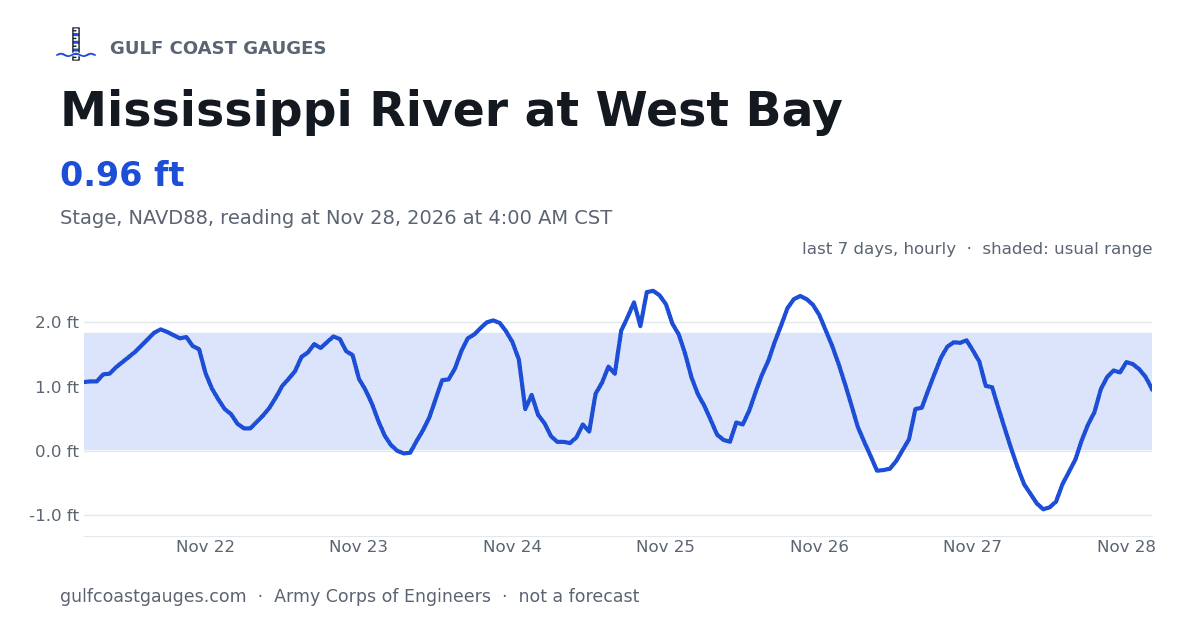 GULF COAST GAUGES
Mississippi River at West Bay
0.96 ft
Stage, NAVD88, reading at Nov 28, 2026 at 4:00 AM CST
last 7 days, hourly · shaded: usual range
2.0 ft
1.0 ft
0.0 ft
-1.0 ft
Nov 22 Nov 23 Nov 24 Nov 25 Nov 26 Nov 27 Nov 28
gulfcoastgauges.com · Army Corps of Engineers · not a forecast